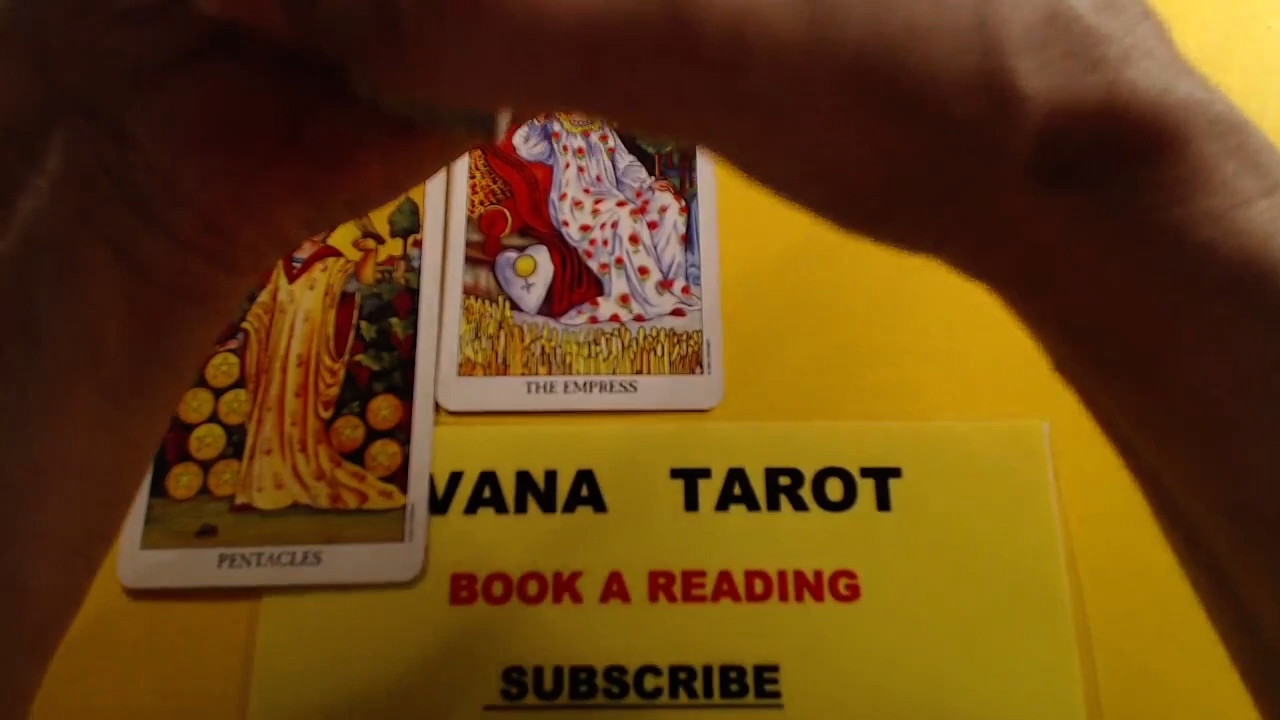 THE EMPRESS
VANA TAROT
PENTACLES
BOOK A READING
SUBSCRIBE